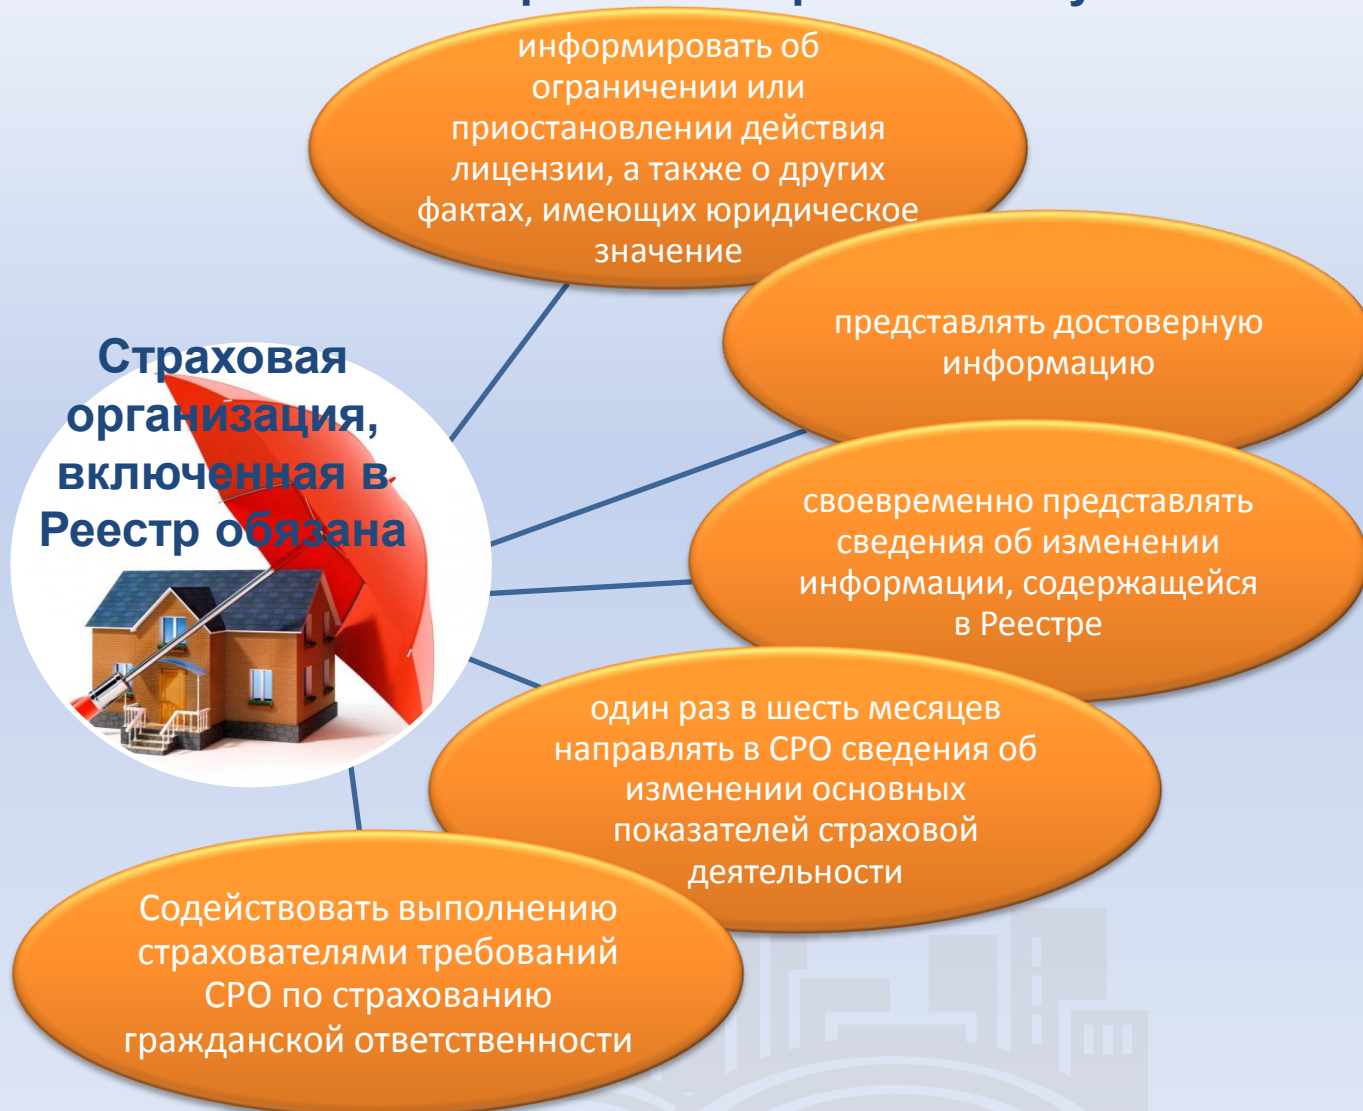 информировать об
ограничении или
приостановлении действия
лицензии, а также о других
фактах, имеющих юридическое
значение
представлять достоверную
информацию
Страховая
организация,
включенная в
Реестр обязана
своевременно представлять
сведения об изменении
информации, содержащейся
в Реестре
один раз в шесть месяцев
направлять в СРО сведения об
изменении основных
показателей страховой
деятельности
Содействовать выполнению
страхователями требований
СРО по страхованию
гражданской ответственности